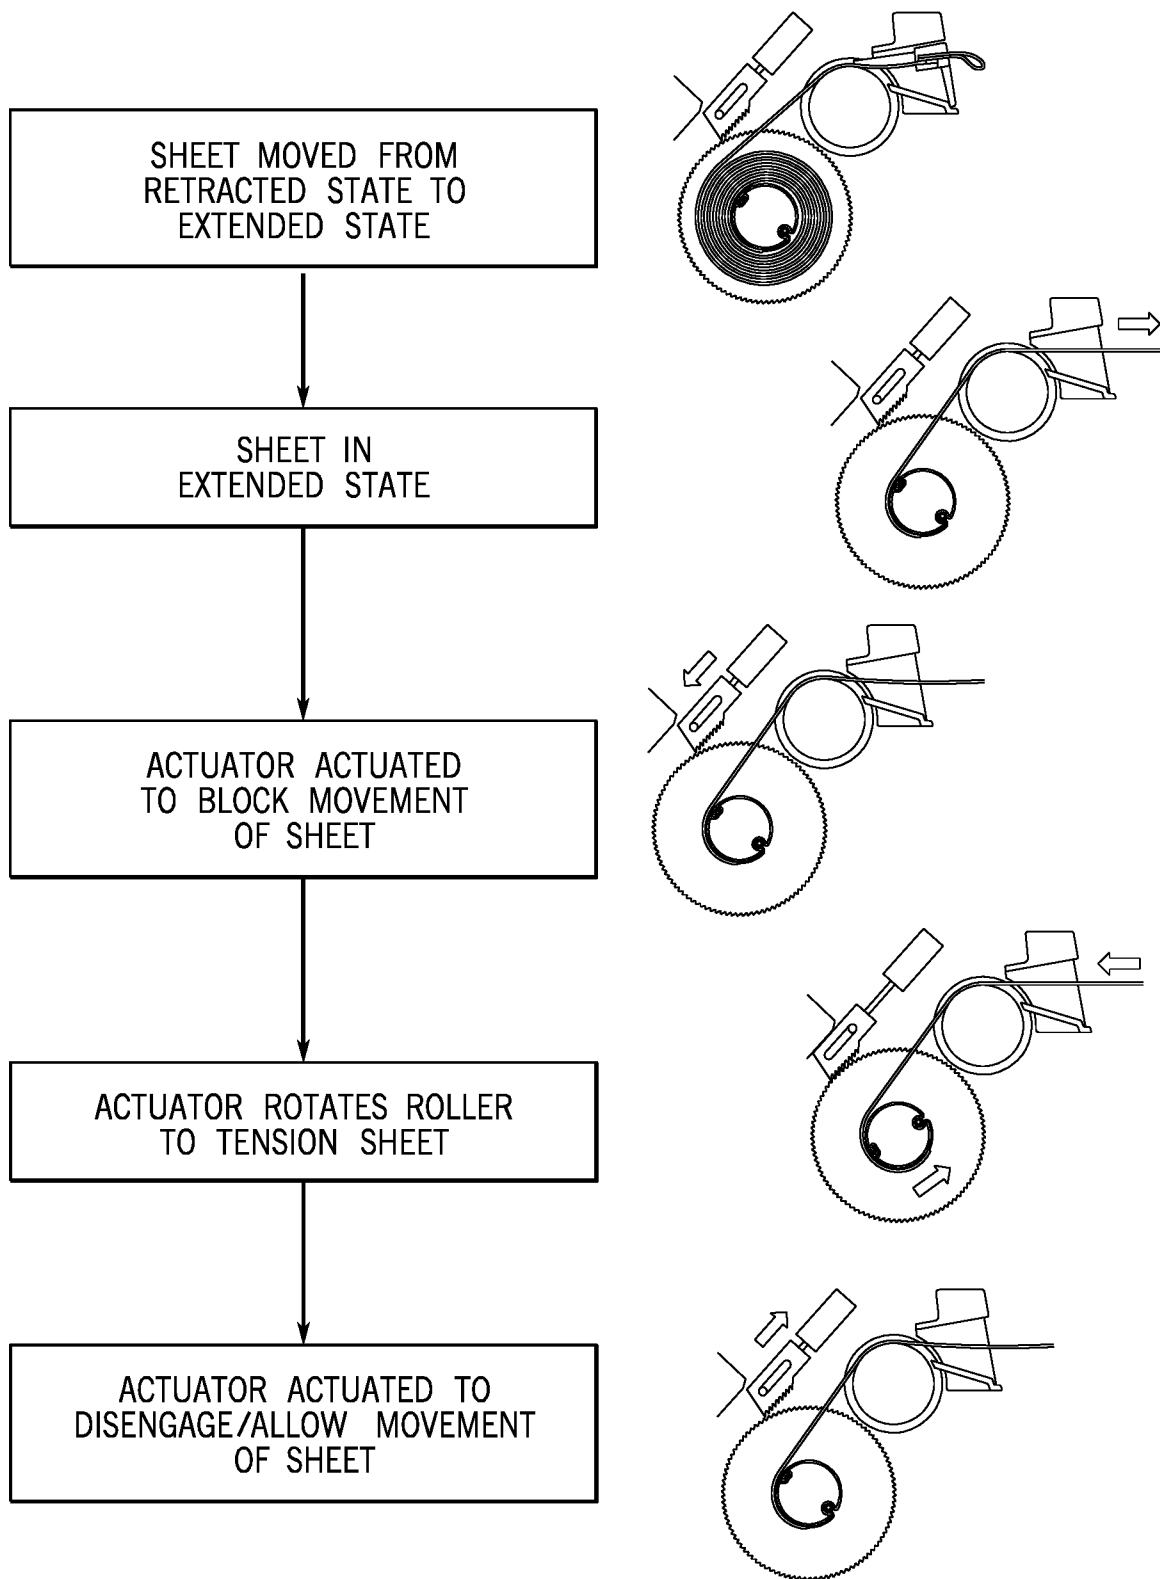 SHEET MOVED FROM
RETRACTED STATE TO
EXTENDED STATE
SHEET IN
EXTENDED STATE
ACTUATOR ACTUATED
TO BLOCK MOVEMENT
OF SHEET
ACTUATOR ROTATES ROLLER
TO TENSION SHEET
ACTUATOR ACTUATED TO
DISENGAGE/ALLOW MOVEMENT
OF SHEET